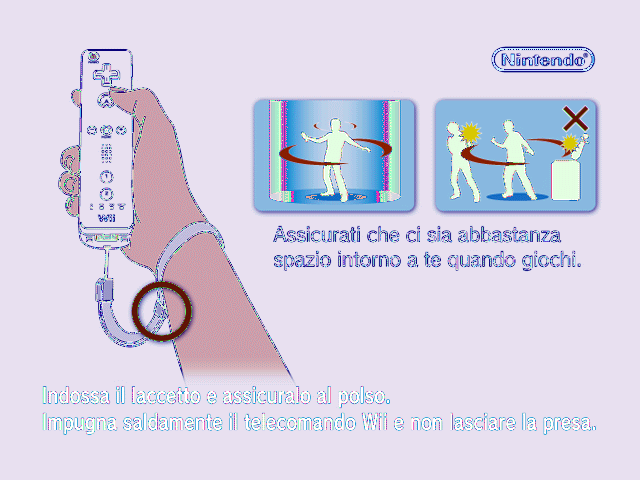 Nintendo®
Wii
Assicurati che ci sia abbastanza
spazio intorno a te quando giochi.
Indossa il laccetto e assicuralo al polso.
Impugna saldamente il telecomando Wii e non lasciare la presa.